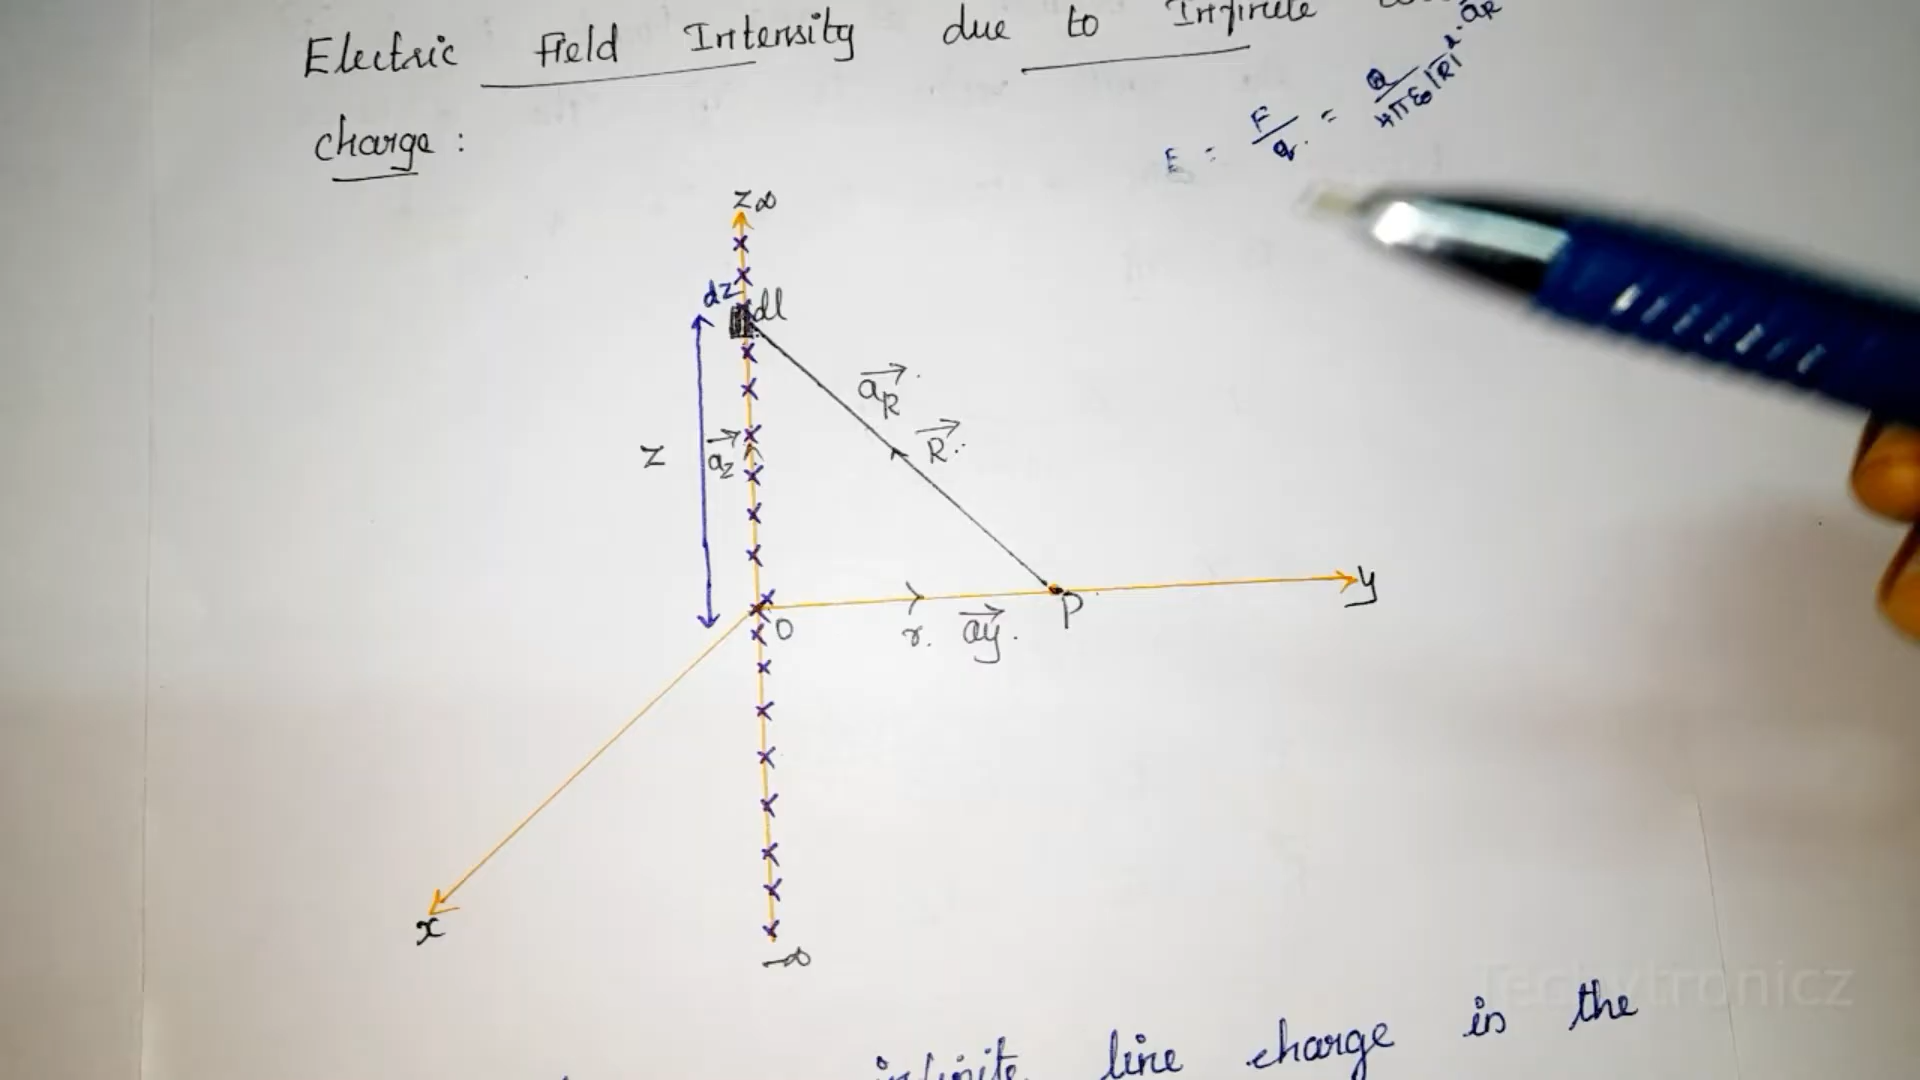 Electric Field Intensity due to Infinite
charge :
E = F/q. = Q/4πε0|R|² . aR
z∞
dz
dl
aR
R
z
az
y
O
r. ay.
P
x
-∞
Techytronicz
infinite line charge is the